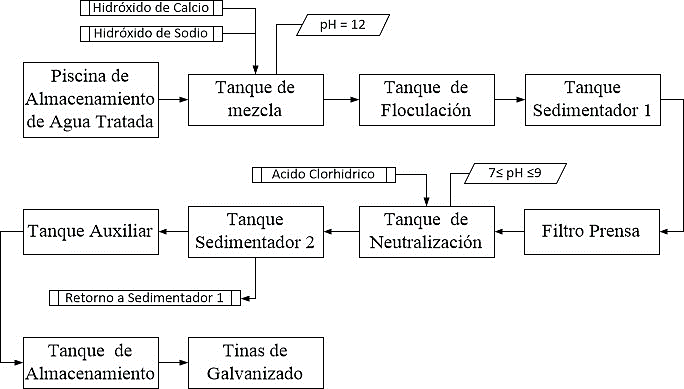 Hidróxido de Calcio
Hidróxido de Sodio
pH = 12
Piscina de
Almacenamiento
de Agua Tratada
Tanque de
mezcla
Tanque de
Floculación
Tanque
Sedimentador 1
Acido Clorhidrico
7≤ pH ≤9
Tanque Auxiliar
Tanque
Sedimentador 2
Tanque de
Neutralización
Filtro Prensa
Retorno a Sedimentador 1
Tanque de
Almacenamiento
Tinas de
Galvanizado